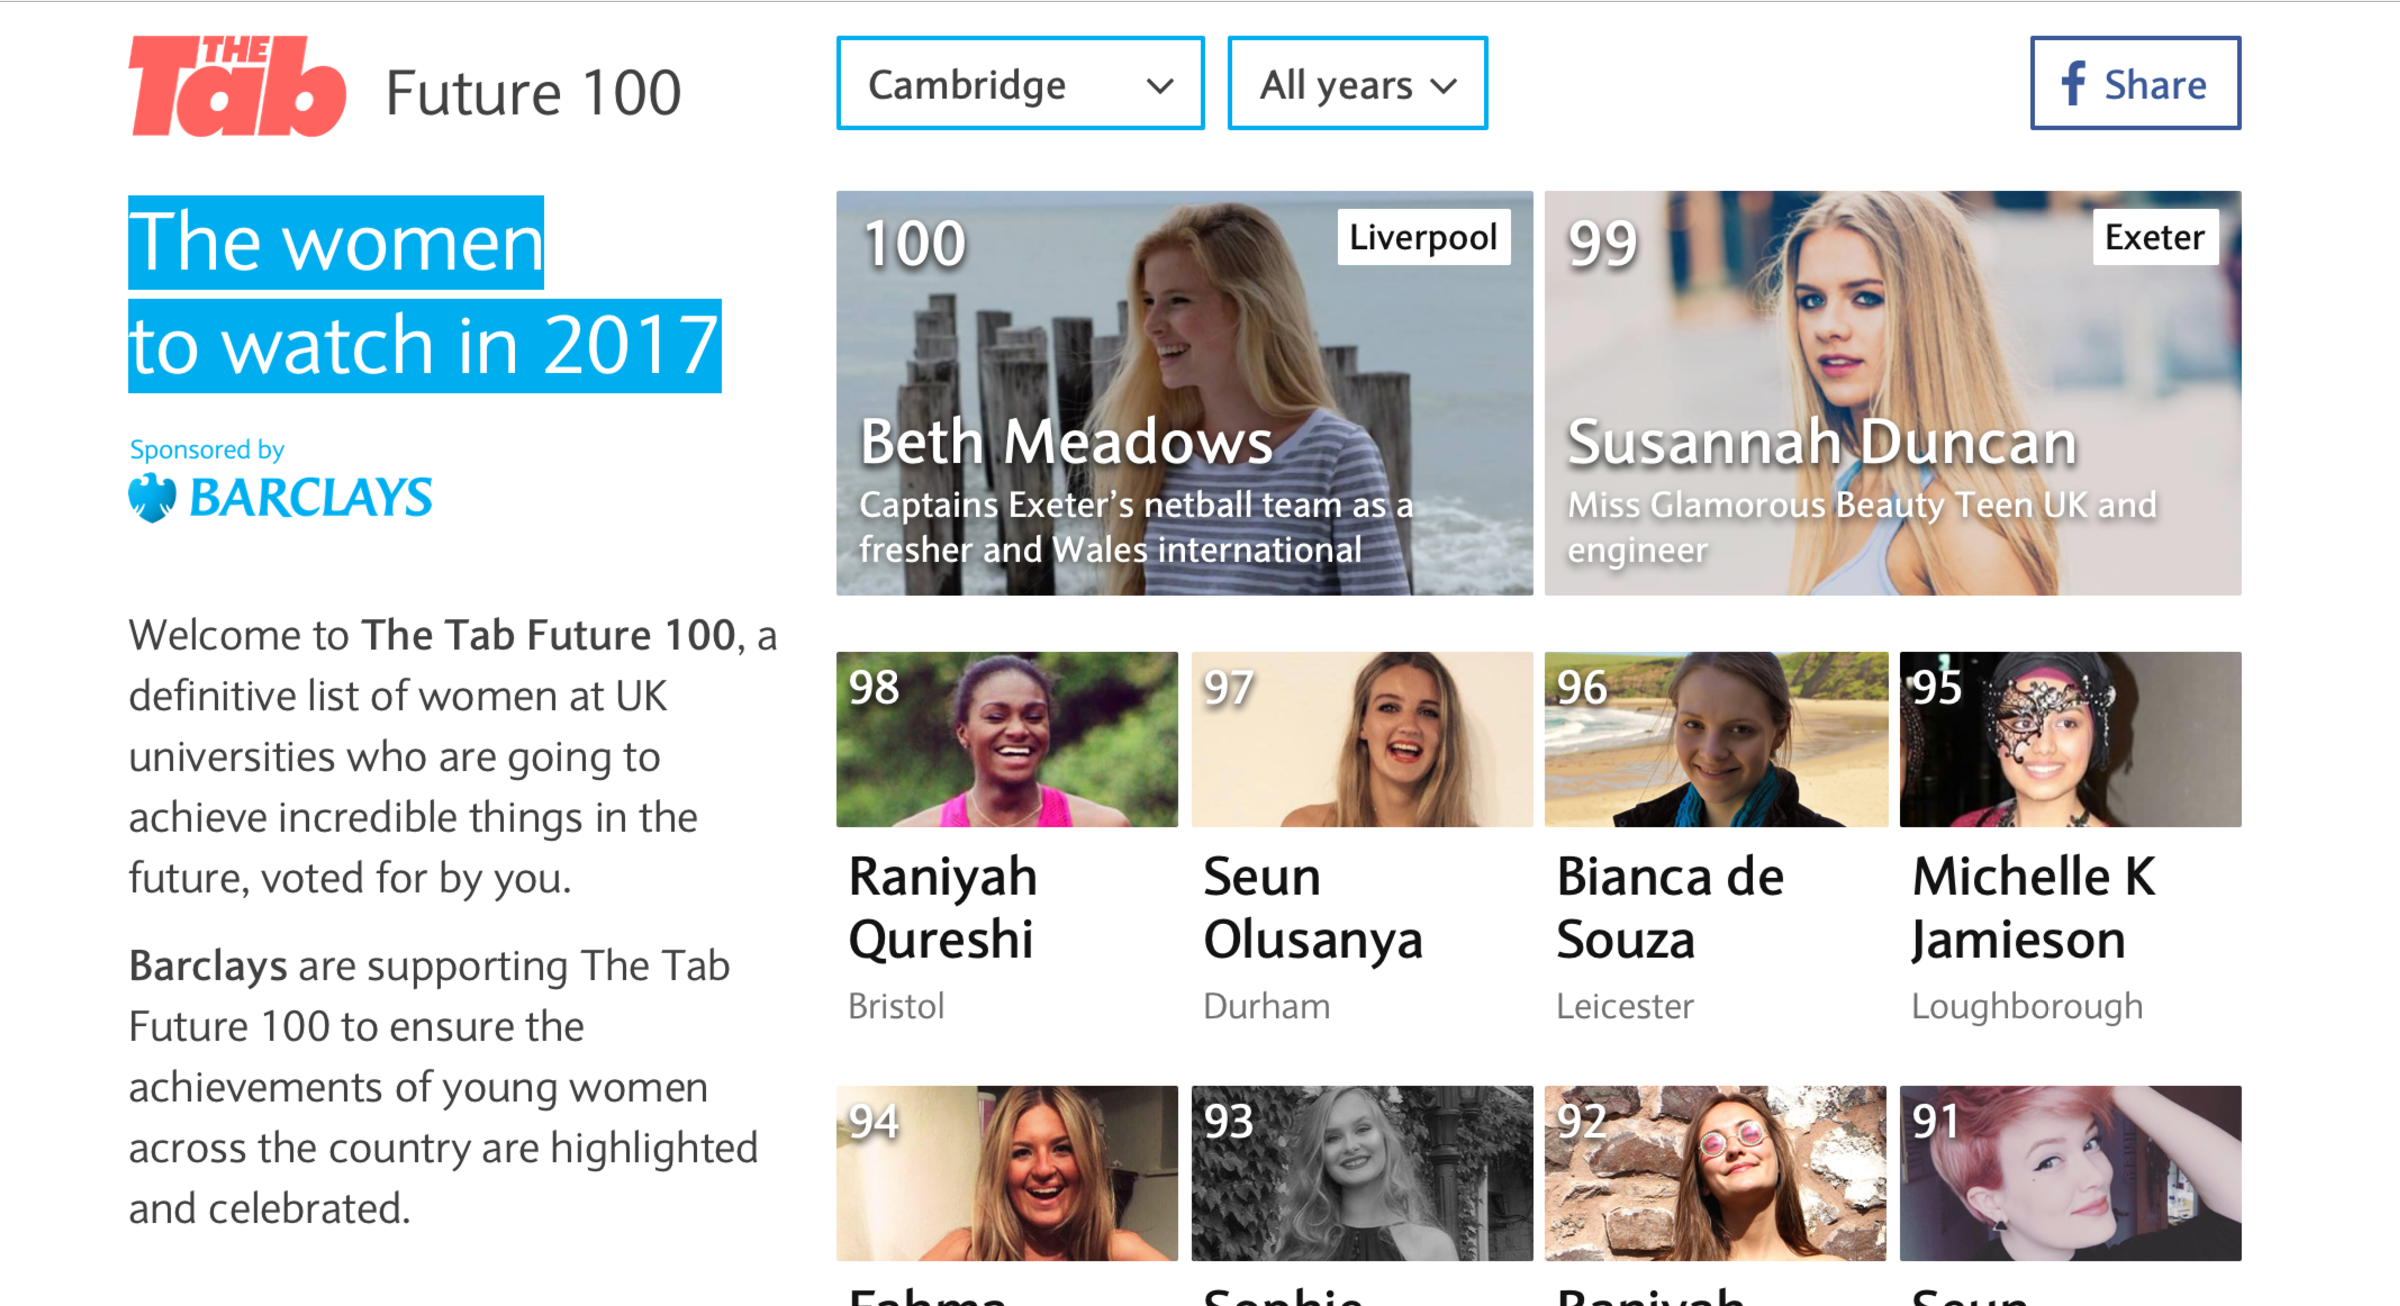 THE
Tab
Future 100
Cambridge
All years
Share
The women
to watch in 2017
Sponsored by
BARCLAYS
Welcome to The Tab Future 100, a
definitive list of women at UK
universities who are going to
achieve incredible things in the
future, voted for by you.
Barclays are supporting The Tab
Future 100 to ensure the
achievements of young women
across the country are highlighted
and celebrated.
100
Liverpool
Beth Meadows
Captains Exeter’s netball team as a
fresher and Wales international
99
Exeter
Susannah Duncan
Miss Glamorous Beauty Teen UK and
engineer
98
Raniyah
Qureshi
Bristol
97
Seun
Olusanya
Durham
96
Bianca de
Souza
Leicester
95
Michelle K
Jamieson
Loughborough
94
Fahma
93
Sophie
92
Raniyah
91
Seun